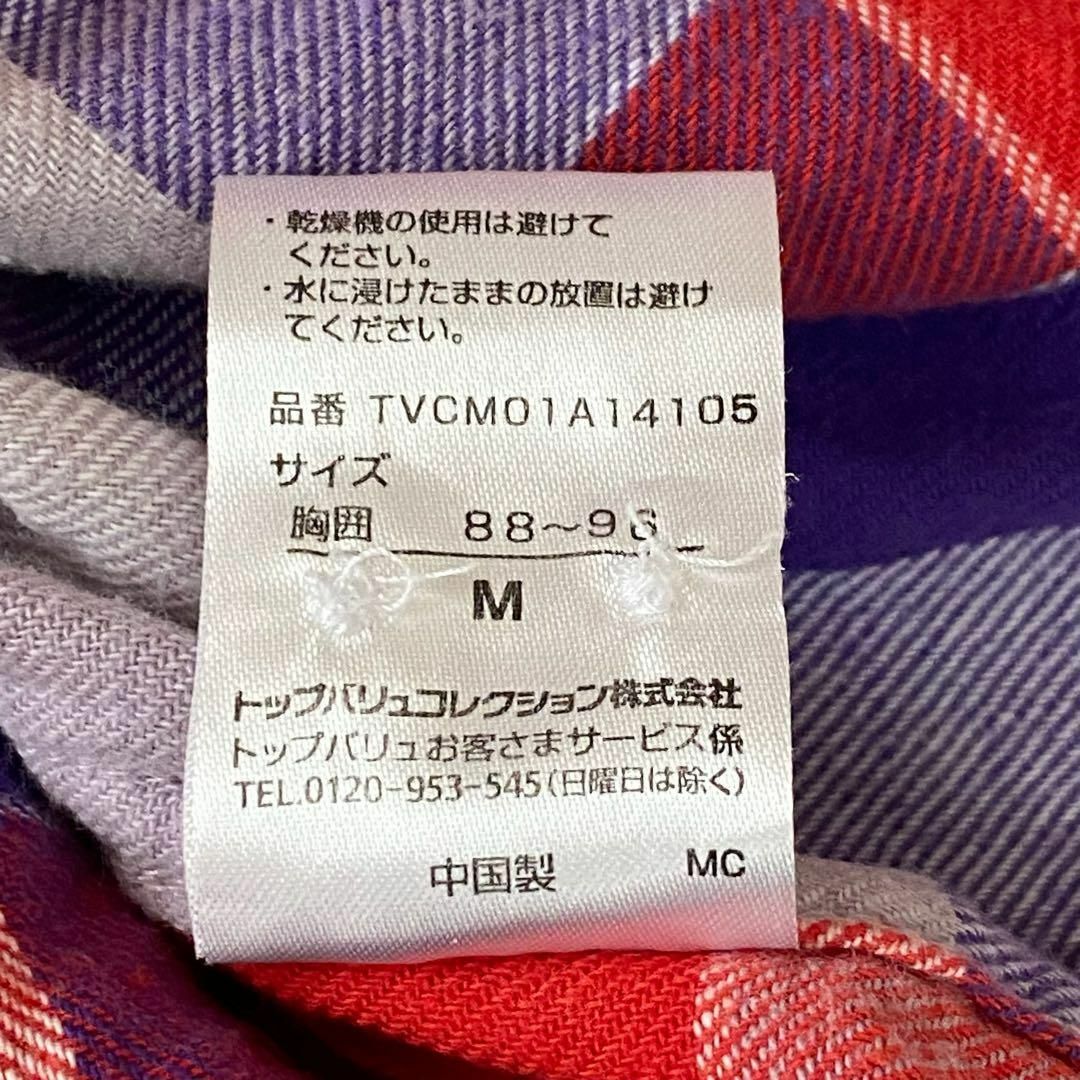 ・乾燥機の使用は避けて
ください。
・水に浸けたままの放置は避け
てください。
品番 TVCM01A14105
サイズ
胸囲 88~96
M
トップバリュコレクション株式会社
トップバリュお客さまサービス係
TEL.0120-953-545(日曜日は除く)
中国製 MC